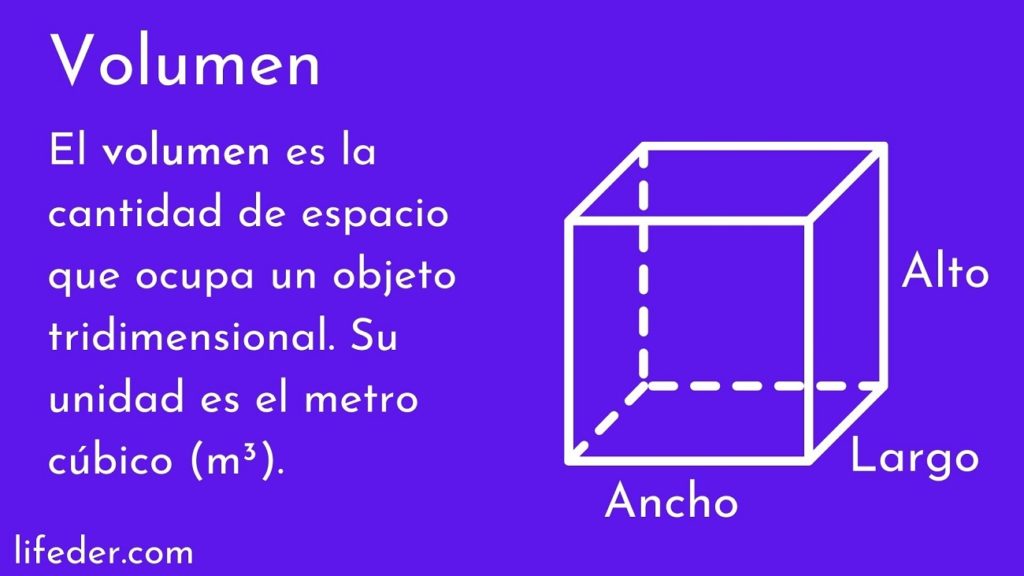 Volumen
El volumen es la
cantidad de espacio
que ocupa un objeto
tridimensional. Su
unidad es el metro
cúbico (m³).
Alto
Largo
Ancho
lifeder.com